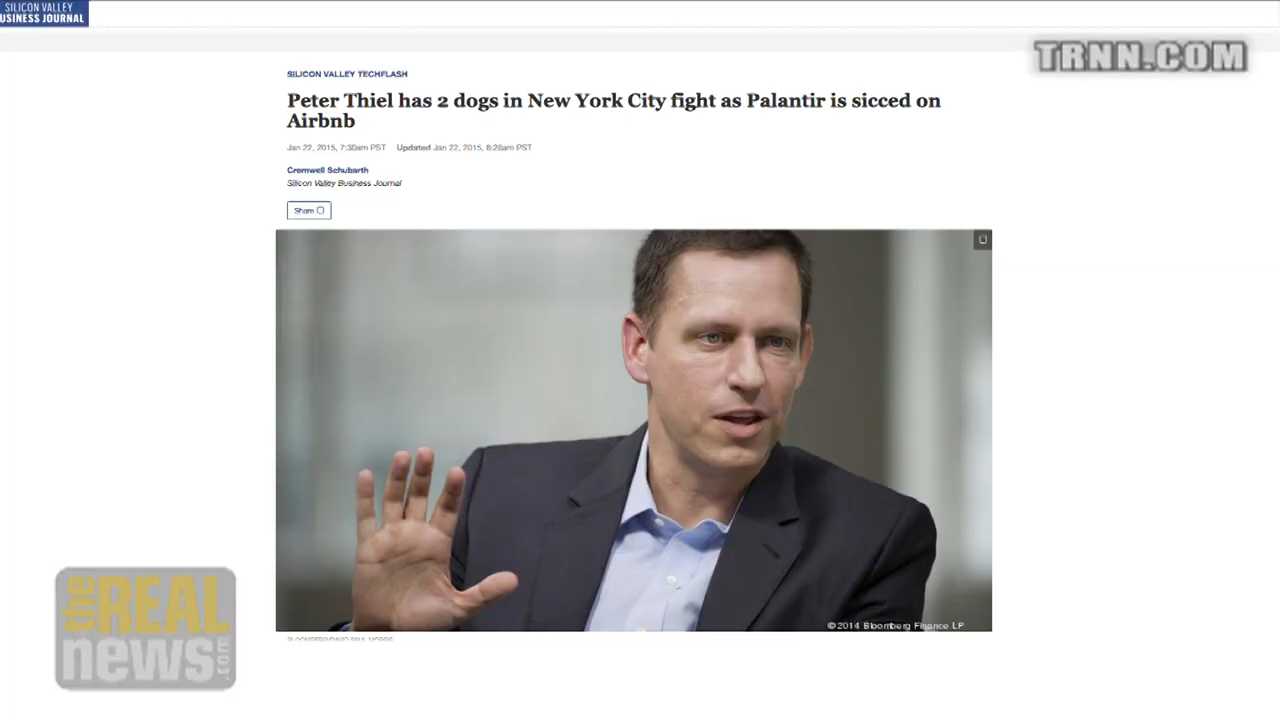 SILICON VALLEY
BUSINESS JOURNAL
TRNN.COM
SILICON VALLEY TECHFLASH
Peter Thiel has 2 dogs in New York City fight as Palantir is sicced on
Airbnb
Jan 22, 2015, 7:30am PST Updated Jan 22, 2015, 8:28am PST
Cromwell Schubarth
Silicon Valley Business Journal
Share
©2014 Bloomberg Finance LP
the REAL
news.com